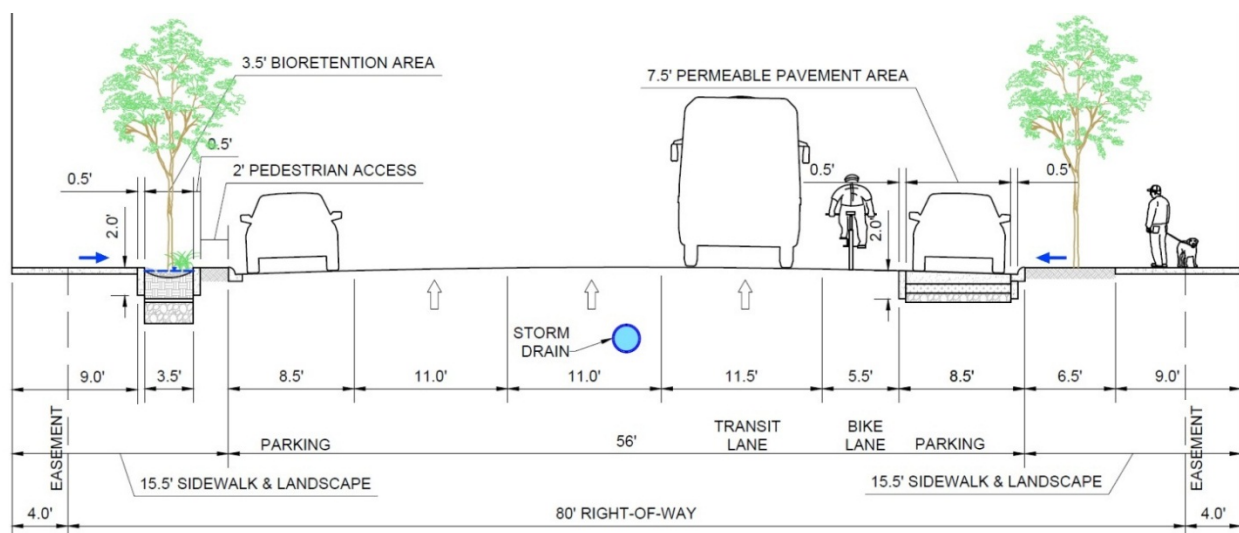 3.5' BIORETENTION AREA
7.5' PERMEABLE PAVEMENT AREA
0.5'
2' PEDESTRIAN ACCESS
0.5'
0.5'
0.5'
2.0'
2.0'
STORM
DRAIN
9.0'
3.5'
8.5'
11.0'
11.0'
11.5'
5.5'
8.5'
6.5'
9.0'
EASEMENT
PARKING
56'
TRANSIT
LANE
BIKE
LANE
PARKING
EASEMENT
15.5' SIDEWALK & LANDSCAPE
15.5' SIDEWALK & LANDSCAPE
4.0'
80' RIGHT-OF-WAY
4.0'